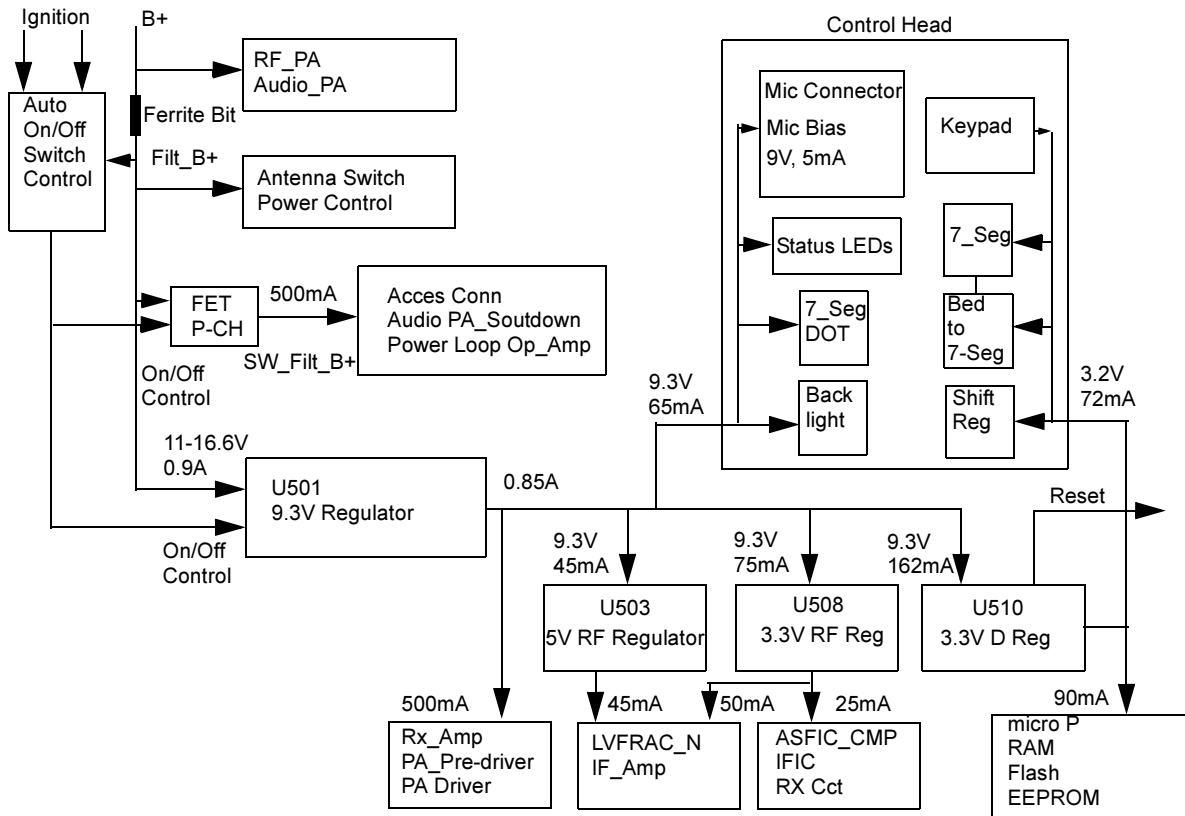 Ignition
B+
Control Head
RF_PA
Audio_PA
Auto
On/Off
Switch
Control
Ferrite Bit
Filt_B+
Antenna Switch
Power Control
Mic Connector
Mic Bias
9V, 5mA
Keypad
Status LEDs
7_Seg
FET
P-CH
500mA
SW_Filt_B+
Acces Conn
Audio PA_Soutdown
Power Loop Op_Amp
7_Seg
DOT
Bed
to
7-Seg
On/Off
Control
9.3V
65mA
Back
light
Shift
Reg
3.2V
72mA
11-16.6V
0.9A
U501
9.3V Regulator
0.85A
Reset
On/Off
Control
9.3V
45mA
9.3V
75mA
9.3V
162mA
U503
5V RF Regulator
U508
3.3V RF Reg
U510
3.3V D Reg
500mA
45mA
50mA
25mA
90mA
Rx_Amp
PA_Pre-driver
PA Driver
LVFRAC_N
IF_Amp
ASFIC_CMP
IFIC
RX Cct
micro P
RAM
Flash
EEPROM